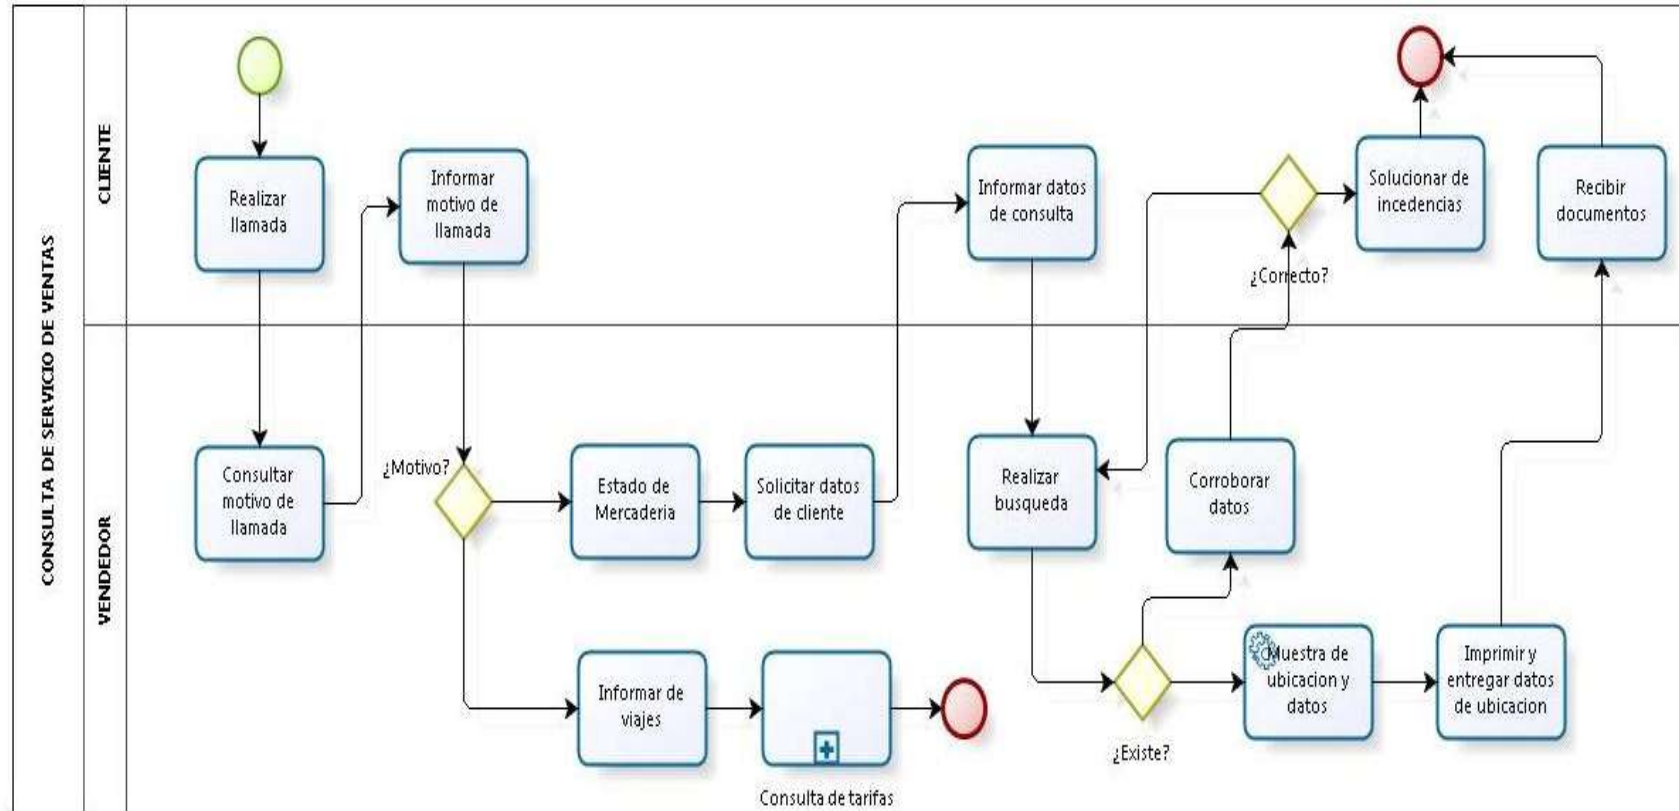 CONSULTA DE SERVICIO DE VENTAS
CLIENTE
Realizar
llamada
Informar
motivo de
llamada
Informar datos
de consulta
¿Correcto?
Solucionar de
incedencias
Recibir
documentos
VENDEDOR
Consultar
motivo de
llamada
¿Motivo?
Estado de
Mercaderia
Solicitar datos
de cliente
Realizar
busqueda
Corroborar
datos
Informar de
viajes
Consulta de tarifas
¿Existe?
Muestra de
ubicacion y
datos
Imprimir y
entregar datos
de ubicacion